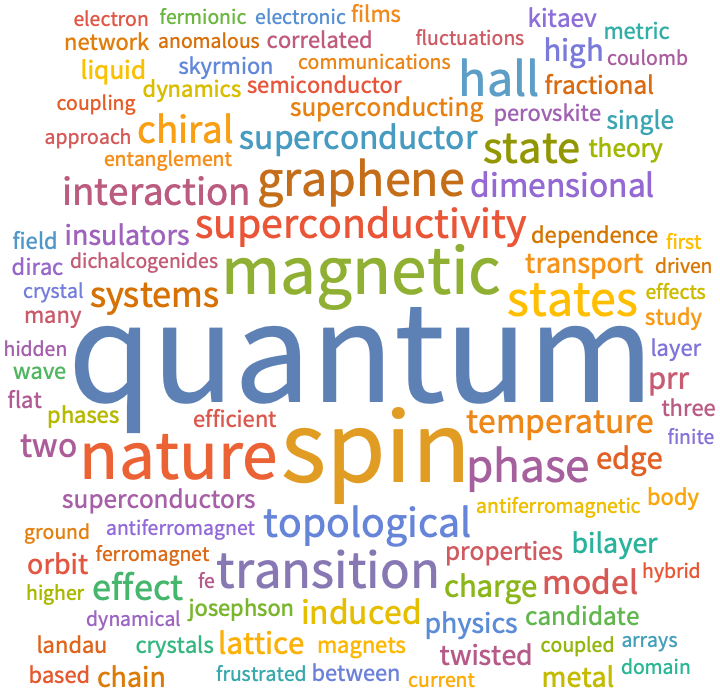 electron fermionic electronic films kitaev metric
network anomalous correlated fluctuations high coulomb
liquid skyrmion communications hall fractional
coupling dynamics semiconductor superconducting perovskite single
approach chiral superconductor state theory
entanglement graphene dimensional
interaction superconductivity
field insulators dependence first
dirac dichalcogenides magnetic transport driven
crystal systems states effects
many study
hidden quantum layer
wave prr
flat three
phases efficient spin temperature finite
two nature phase edge
superconductors antiferromagnetic body
ground antiferromagnet topological
orbit ferromagnet transition properties bilayer
higher effect fe charge model hybrid
dynamical josephson induced physics candidate
landau crystals lattice magnets twisted coupled arrays
based chain frustrated between current metal domain